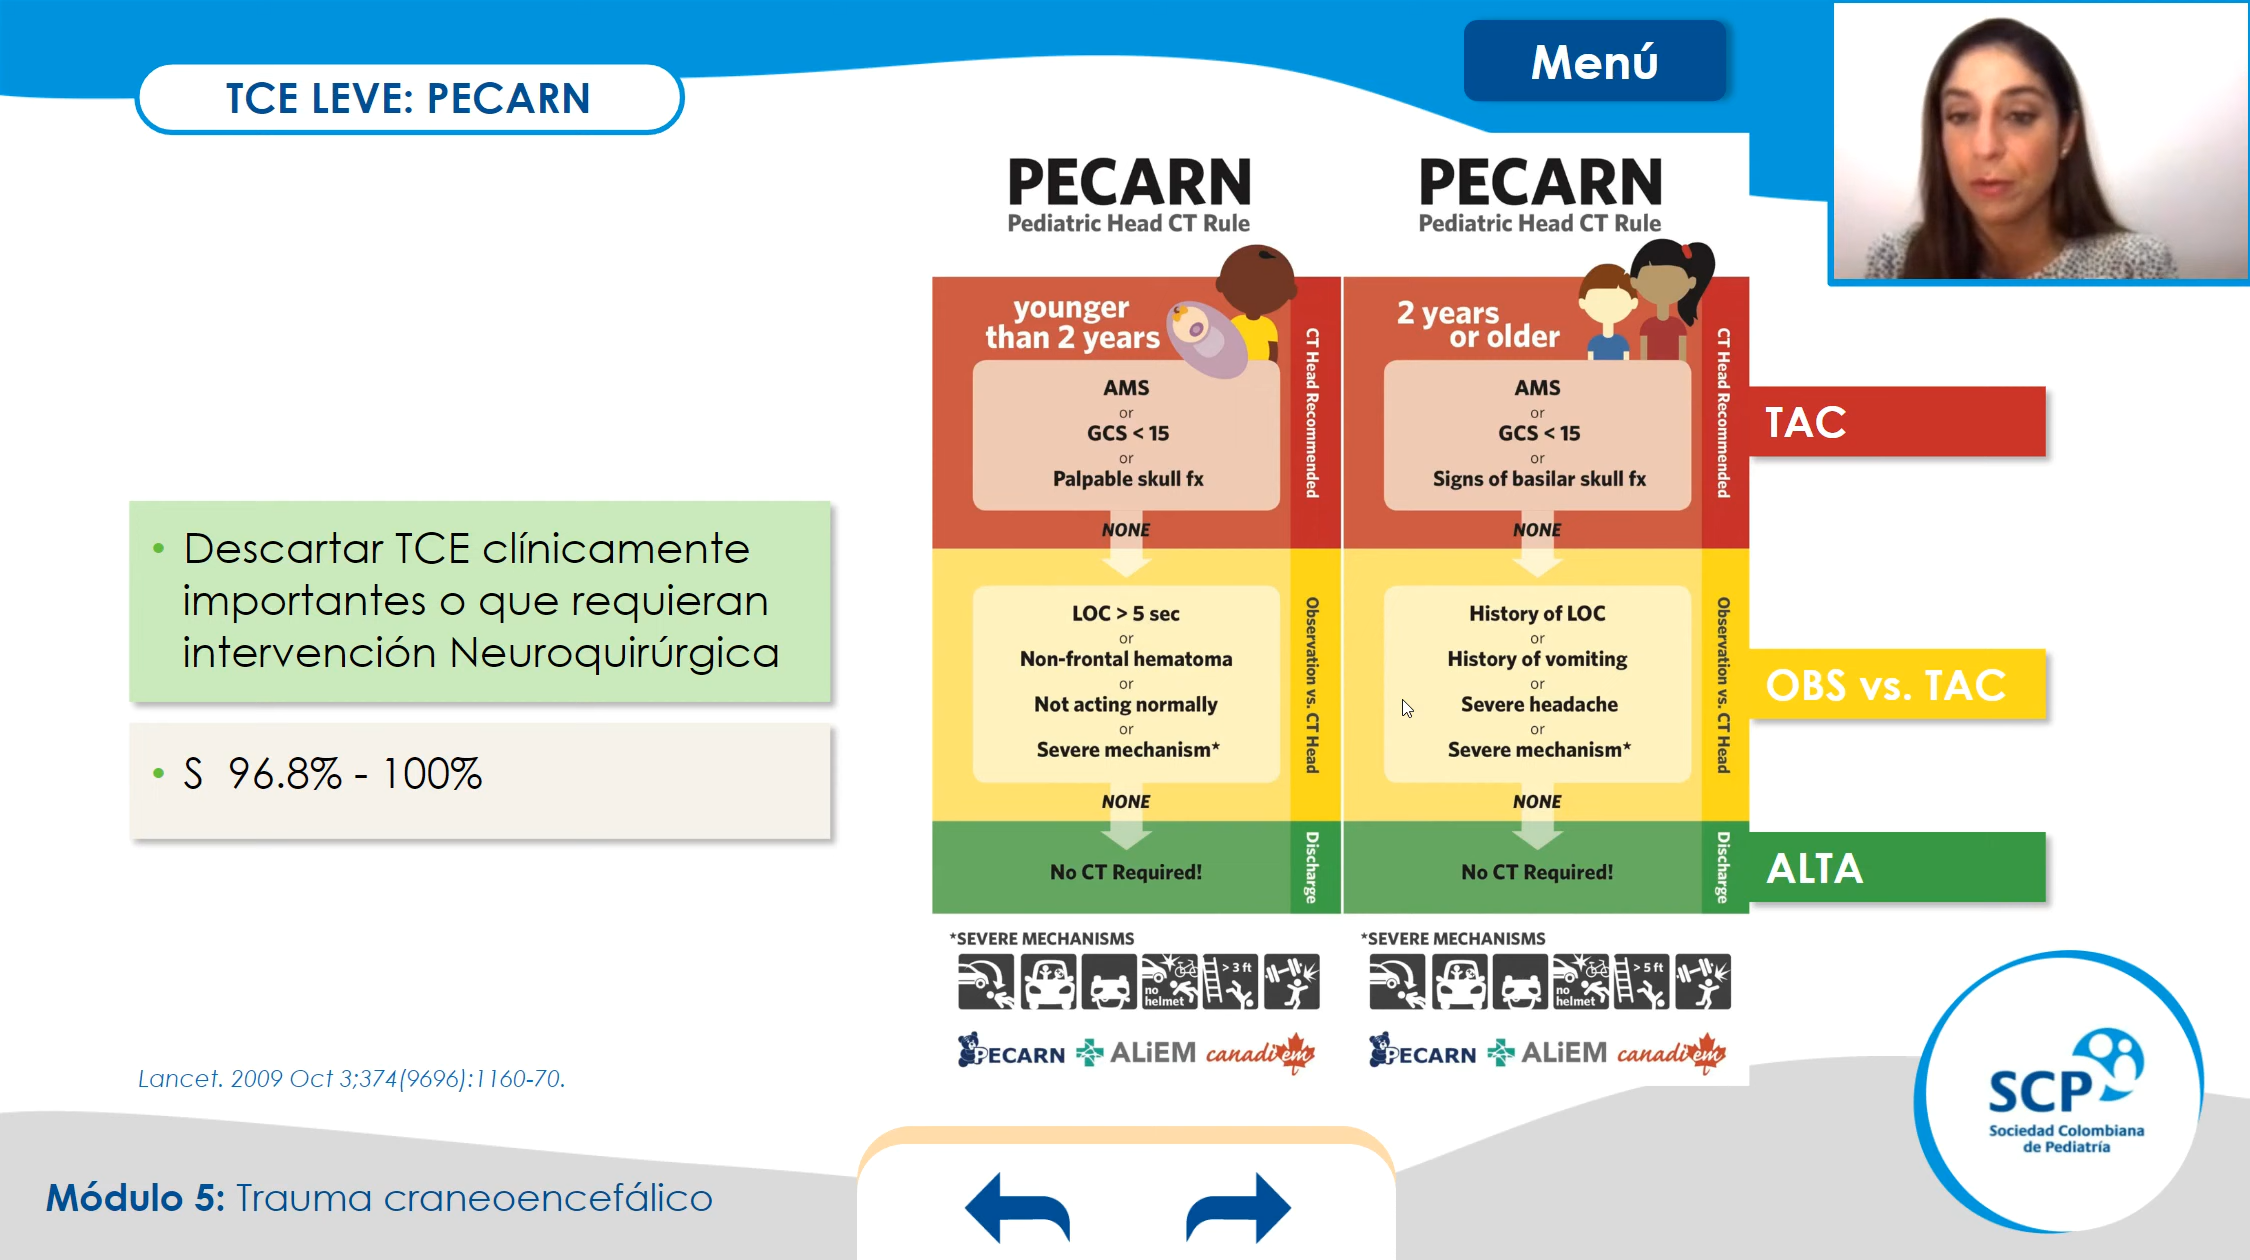 Menú
TCE LEVE: PECARN
Descartar TCE clínicamente
importantes o que requieran
intervención Neuroquirúrgica
S 96.8% - 100%
Lancet. 2009 Oct 3;374(9696):1160-70.
PECARN
Pediatric Head CT Rule
younger
than 2 years
AMS
or
GCS < 15
or
Palpable skull fx
NONE
CT Head Recommended
LOC > 5 sec
or
Non-frontal hematoma
or
Not acting normally
or
Severe mechanism*
NONE
Observation vs. CT Head
No CT Required!
Discharge
*SEVERE MECHANISMS
no
helmet
> 3 ft
PECARN
ALiEM
canadiem
PECARN
Pediatric Head CT Rule
2 years
or older
AMS
or
GCS < 15
or
Signs of basilar skull fx
NONE
CT Head Recommended
History of LOC
or
History of vomiting
or
Severe headache
or
Severe mechanism*
NONE
Observation vs. CT Head
No CT Required!
Discharge
*SEVERE MECHANISMS
no
helmet
> 5 ft
PECARN
ALiEM
canadiem
TAC
OBS vs. TAC
ALTA
SCP
Sociedad Colombiana
de Pediatría
Módulo 5: Trauma craneoencefálico